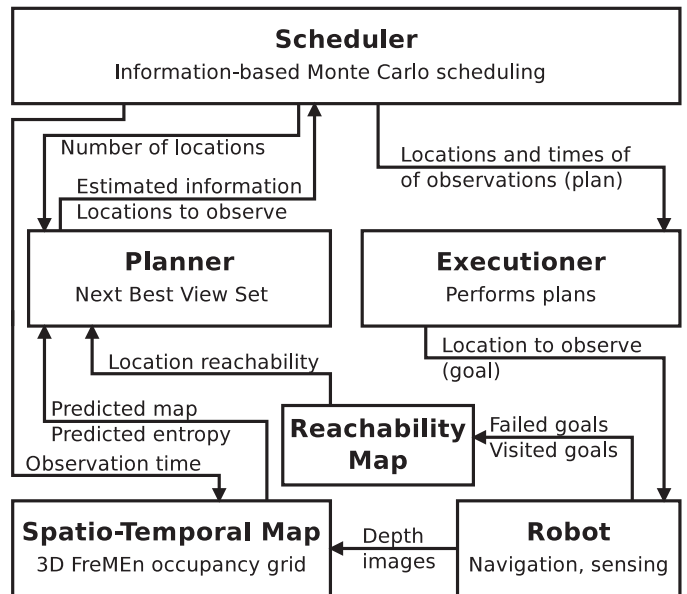 Scheduler
Information-based Monte Carlo scheduling
Number of locations
Estimated information
Locations to observe
Locations and times of
of observations (plan)
Planner
Next Best View Set
Executioner
Performs plans
Location reachability
Location to observe
(goal)
Predicted map
Predicted entropy
Observation time
Reachability
Map
Failed goals
Visited goals
Spatio-Temporal Map
3D FreMEn occupancy grid
Depth
images
Robot
Navigation, sensing